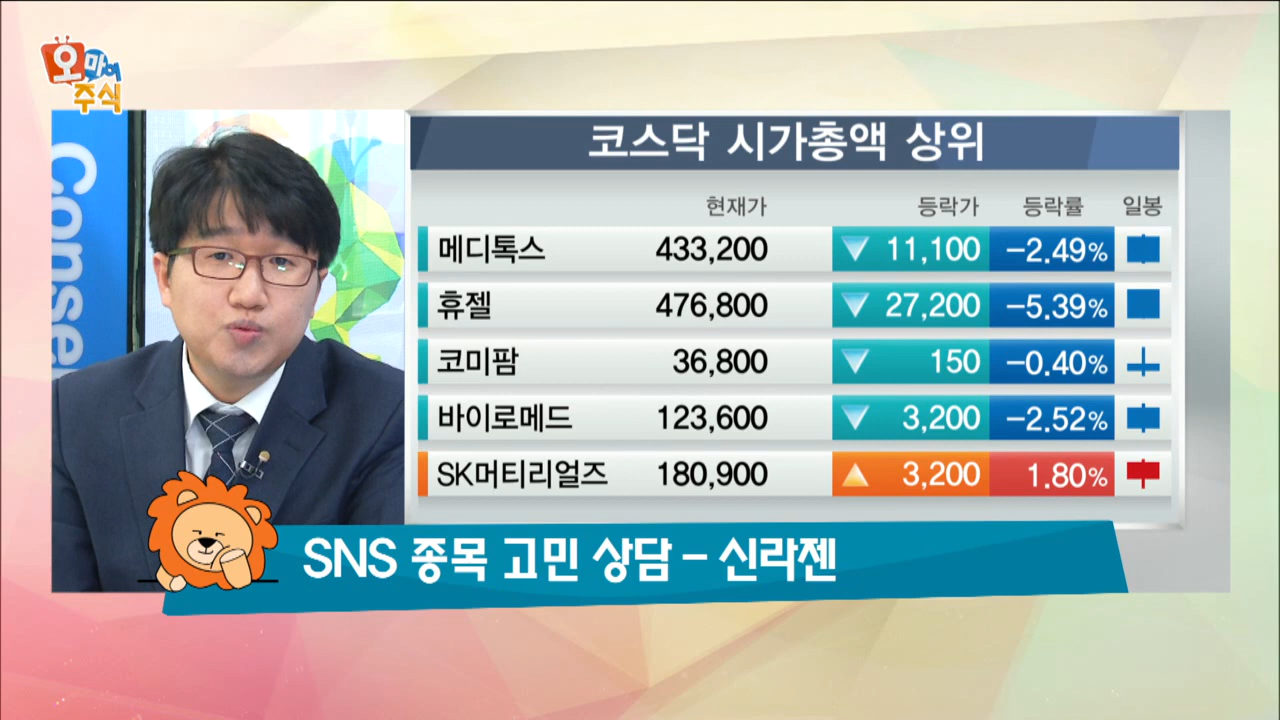 오마이
주식
Conse
코스닥 시가총액 상위
현재가 등락가 등락률 일봉
메디톡스 433,200 ▼ 11,100 -2.49%
휴젤 476,800 ▼ 27,200 -5.39%
코미팜 36,800 ▼ 150 -0.40%
바이로메드 123,600 ▼ 3,200 -2.52%
SK머티리얼즈 180,900 ▲ 3,200 1.80%
SNS 종목 고민 상담 - 신라젠